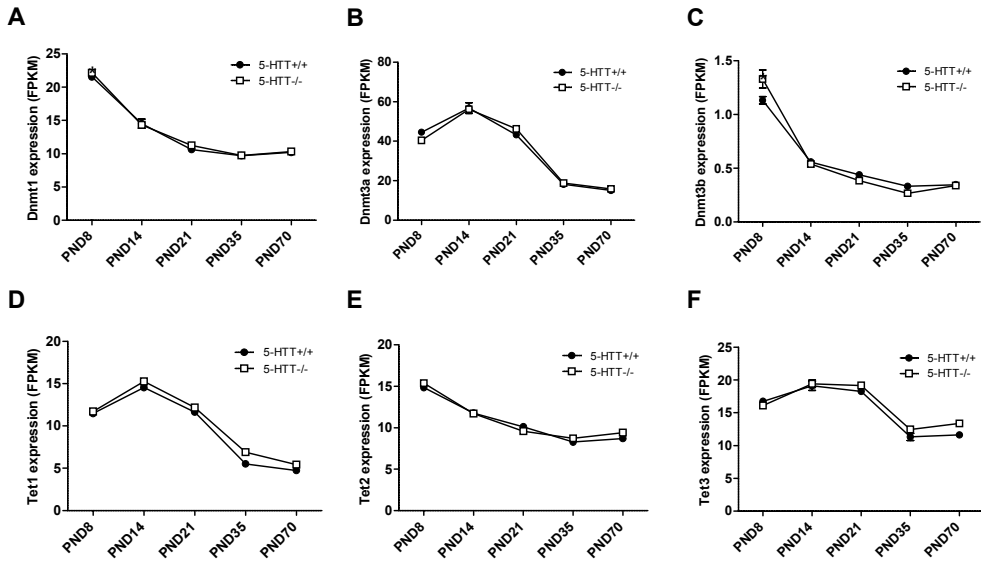 A
Dnmt1 expression (FPKM)
25
20
15
10
5
0
5-HTT+/+
5-HTT-/-
PND8
PND14
PND21
PND35
PND70
B
Dnmt3a expression (FPKM)
80
60
40
20
0
5-HTT+/+
5-HTT-/-
PND8
PND14
PND21
PND35
PND70
C
Dnmt3b expression (FPKM)
1.5
1.0
0.5
0.0
5-HTT+/+
5-HTT-/-
PND8
PND14
PND21
PND35
PND70
D
Tet1 expression (FPKM)
20
15
10
5
0
5-HTT+/+
5-HTT-/-
PND8
PND14
PND21
PND35
PND70
E
Tet2 expression (FPKM)
20
15
10
5
0
5-HTT+/+
5-HTT-/-
PND8
PND14
PND21
PND35
PND70
F
Tet3 expression (FPKM)
25
20
15
10
5
0
5-HTT+/+
5-HTT-/-
PND8
PND14
PND21
PND35
PND70